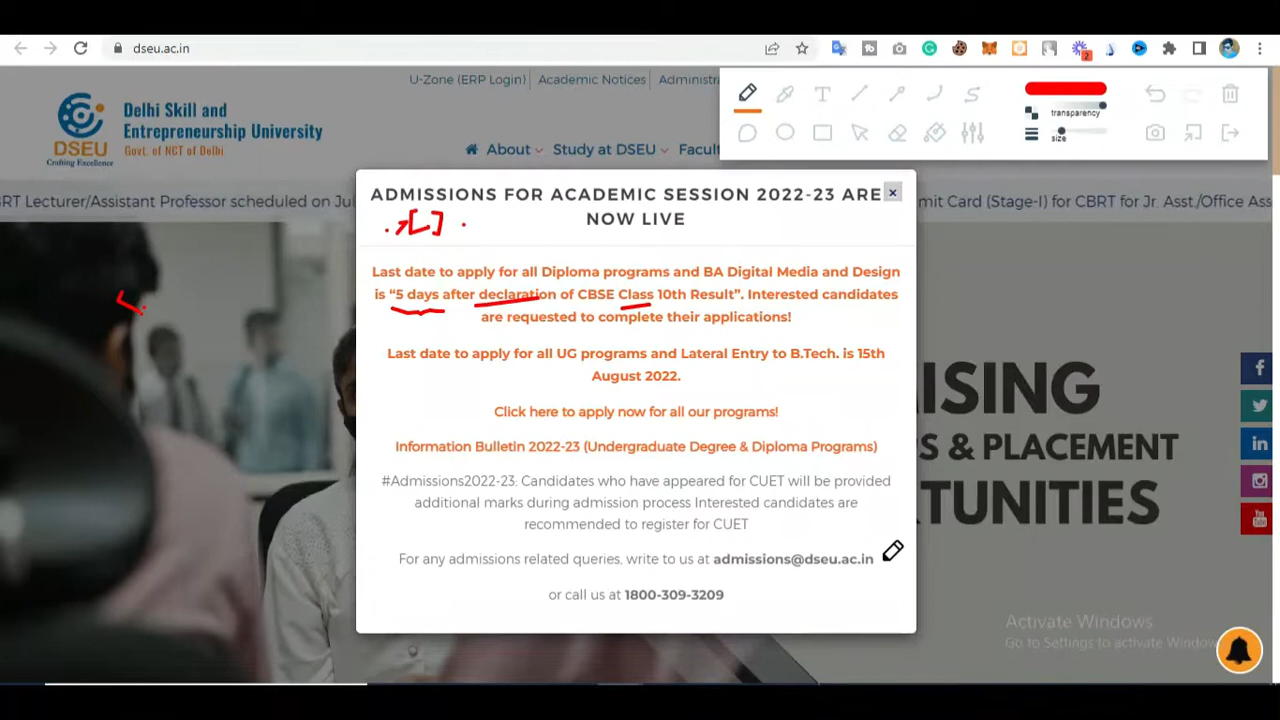 dseu.ac.in
2
U-Zone (ERP Login) Academic Notices
transparency
size
Delhi Skill and
Entrepreneurship University
Govt. of NCT of Delhi
DSEU
Crafting Excellence
About Study at DSEU
Lecturer/Assistant Professor scheduled on
Card (Stage-I) for CBRT for Jr. Asst./Office
ADMISSIONS FOR ACADEMIC SESSION 2022-23 ARE
NOW LIVE
Last date to apply for all Diploma programs and BA Digital Media and Design
is “5 days after declaration of CBSE Class 10th Result”. Interested candidates
are requested to complete their applications!
Last date to apply for all UG programs and Lateral Entry to B.Tech. is 15th
August 2022.
Click here to apply now for all our programs!
Information Bulletin 2022-23 (Undergraduate Degree & Diploma Programs)
#Admissions2022-23: Candidates who have appeared for CUET will be provided
additional marks during admission process Interested candidates are
recommended to register for CUET
For any admissions related queries, write to us at admissions@dseu.ac.in
or call us at 1800-309-3209
& PLACEMENT
Activate Windows
Go to Settings to activate Window
You
Tube